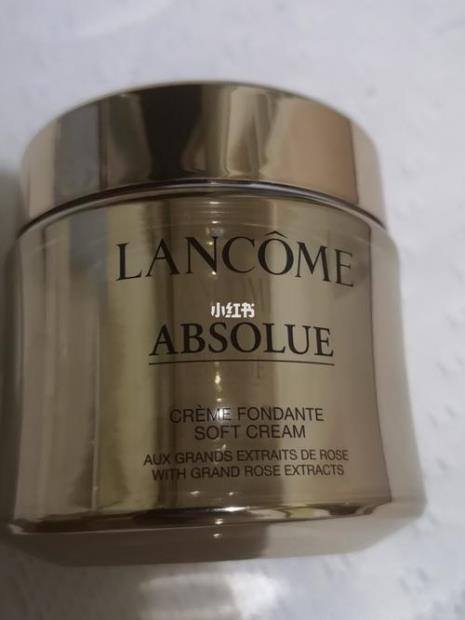 LANCÔME
小红书
ABSOLUE
CRÈME FONDANTE
SOFT CREAM
AUX GRANDS EXTRAITS DE ROSE
WITH GRAND ROSE EXTRACTS